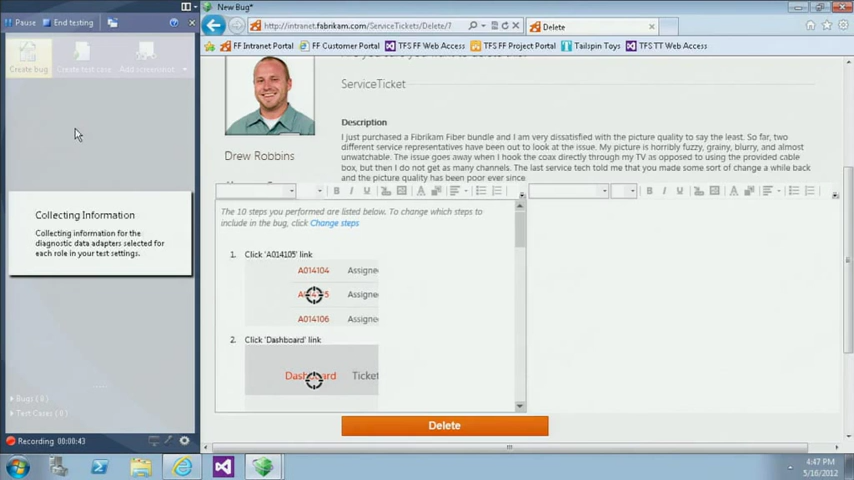 New Bug*
Pause
End testing
http://intranet.fabrikam.com/ServiceTickets/Delete/7
Delete
FF Intranet Portal
FF Customer Portal
TFS FF Web Access
TFS FF Project Portal
Tailspin Toys
TFS TT Web Access
Create bug
Create test case
Add screenshot
ServiceTicket
Description
I just purchased a Fibrikam Fiber bundle and I am very dissatisfied with the picture quality to say the least. So far, two
different service representatives have been out to look at the issue. My picture is horribly fuzzy, grainy, blurry, and almost
unwatchable. The issue goes away when I hook the coax directly through my TV as opposed to using the provided cable
box, but then I do not get as many channels. The last service tech told me that you made some sort of change a while back
and the picture quality has been poor ever since.
Drew Robbins
B I U
B I U
Collecting Information
Collecting information for the
diagnostic data adapters selected for
each role in your test settings.
The 10 steps you performed are listed below. To change which steps to
include in the bug, click Change steps
1. Click 'A014105' link
A014104 Assigne
Assigne
A014106 Assigne
2. Click 'Dashboard' link
Dashboard Ticket
Bugs (0)
Test Cases (0)
Delete
Recording 00:00:43
4:47 PM
5/16/2012